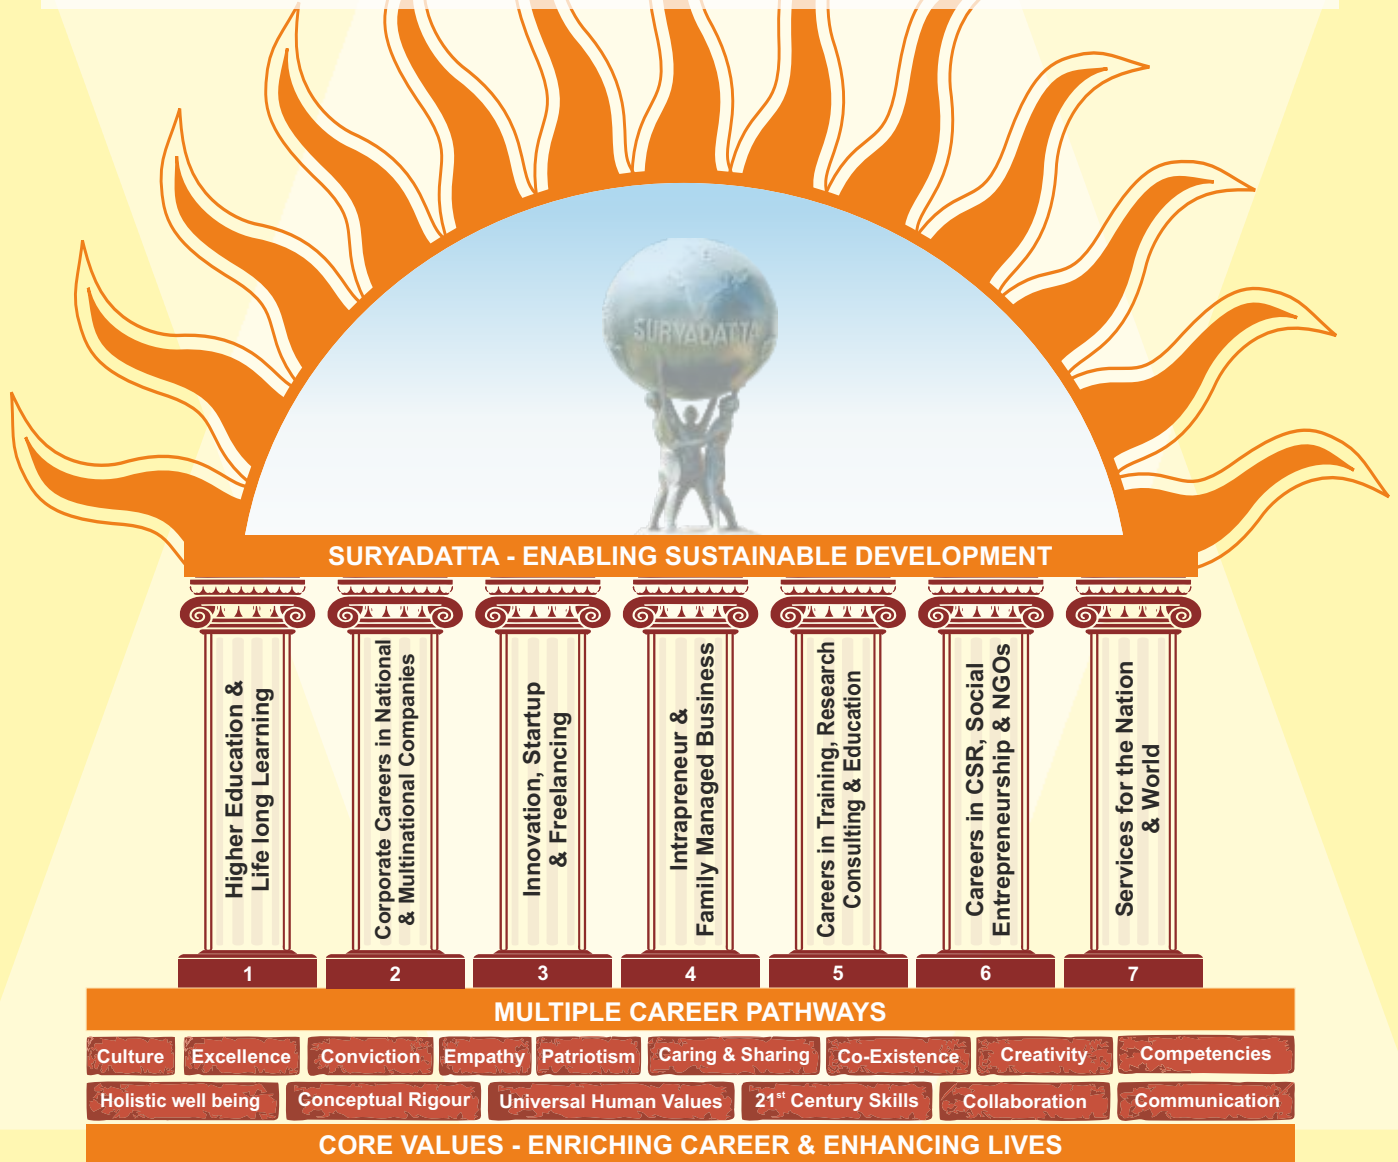 SURYADATTA
SURYADATTA - ENABLING SUSTAINABLE DEVELOPMENT
Higher Education &
Life long Learning
Corporate Careers in National
& Multinational Companies
Innovation, Startup
& Freelancing
Intrapreneur &
Family Managed Business
Careers in Training, Research
Consulting & Education
Careers in CSR, Social
Entrepreneurship & NGOs
Services for the Nation
& World
1 2 3 4 5 6 7
MULTIPLE CAREER PATHWAYS
Culture Excellence Conviction Empathy Patriotism Caring & Sharing Co-Existence Creativity Competencies
Holistic well being Conceptual Rigour Universal Human Values 21st Century Skills Collaboration Communication
CORE VALUES - ENRICHING CAREER & ENHANCING LIVES